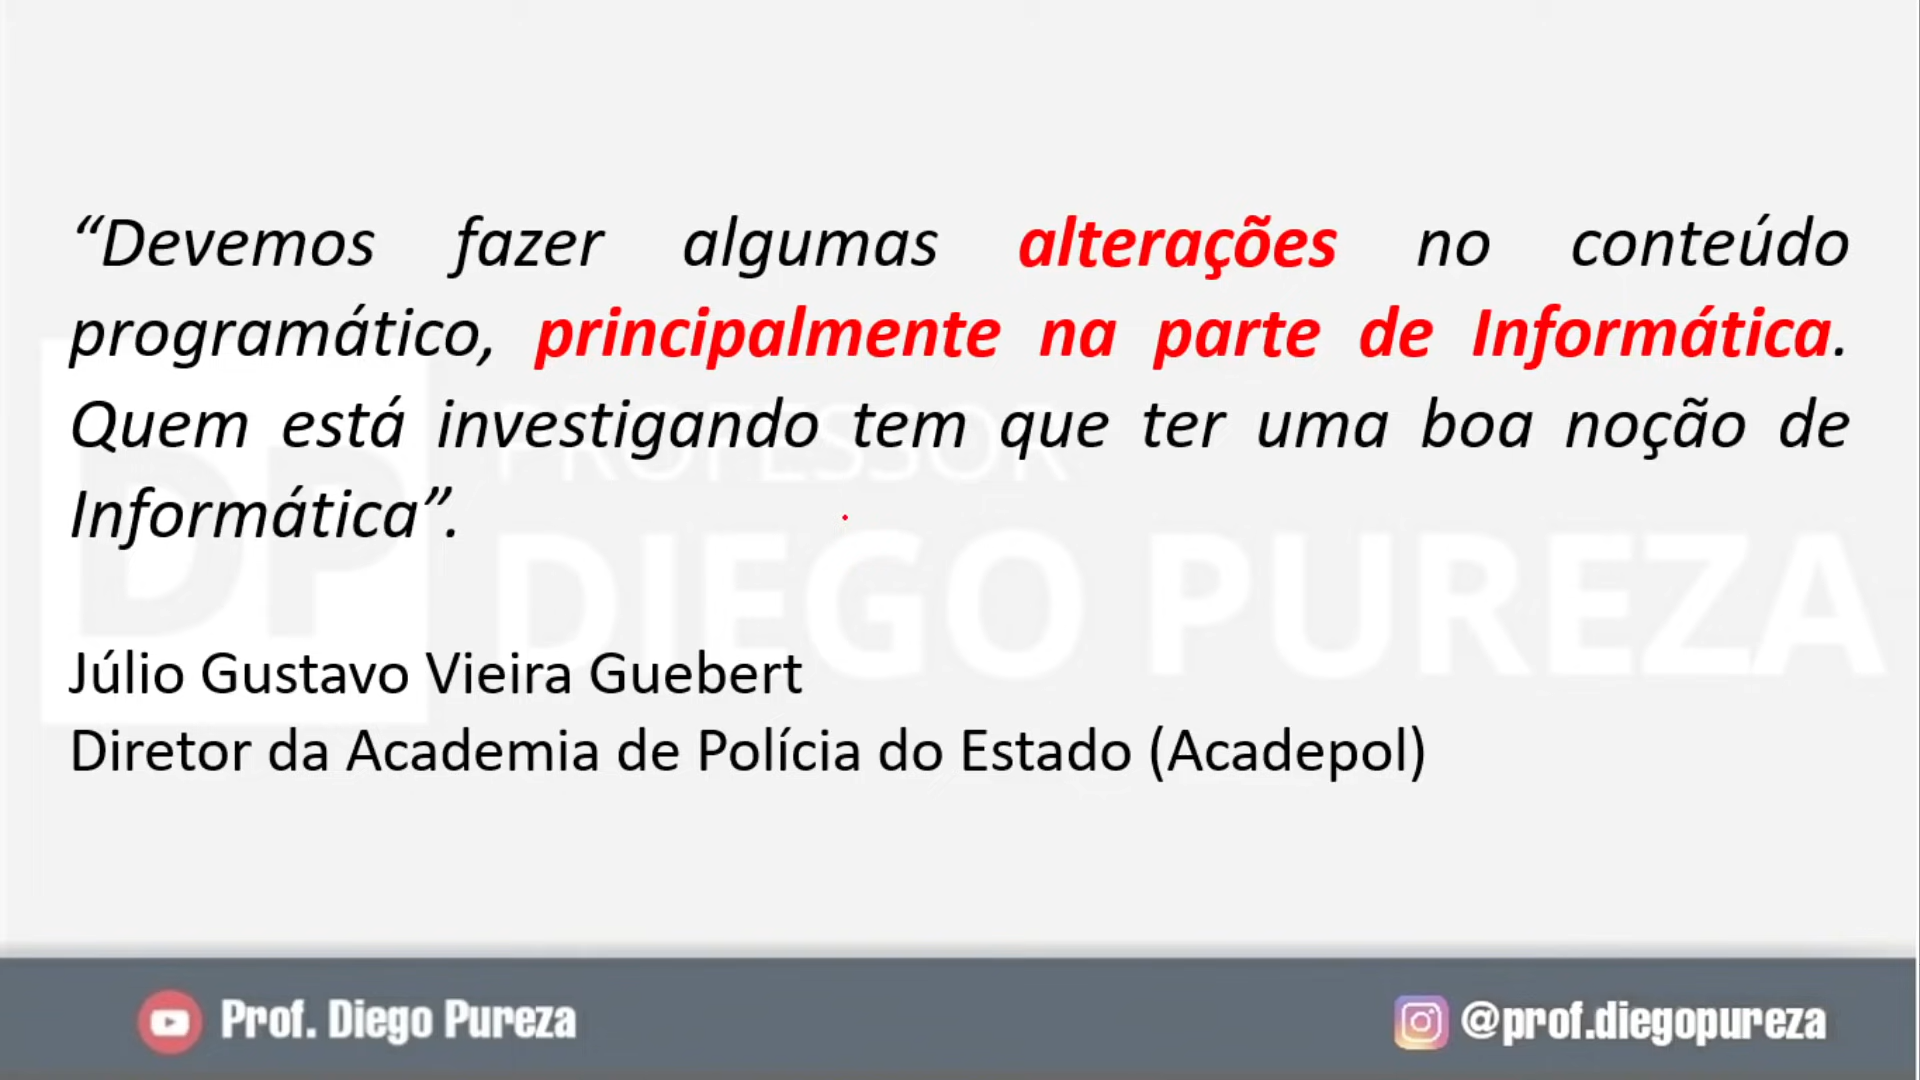 “Devemos fazer algumas alterações no conteúdo
programático, principalmente na parte de Informática.
Quem está investigando tem que ter uma boa noção de
Informática”.
DP
PROFESSOR
DIEGO PUREZA
Júlio Gustavo Vieira Guebert
Diretor da Academia de Polícia do Estado (Acadepol)
Prof. Diego Pureza
@prof.diegopureza